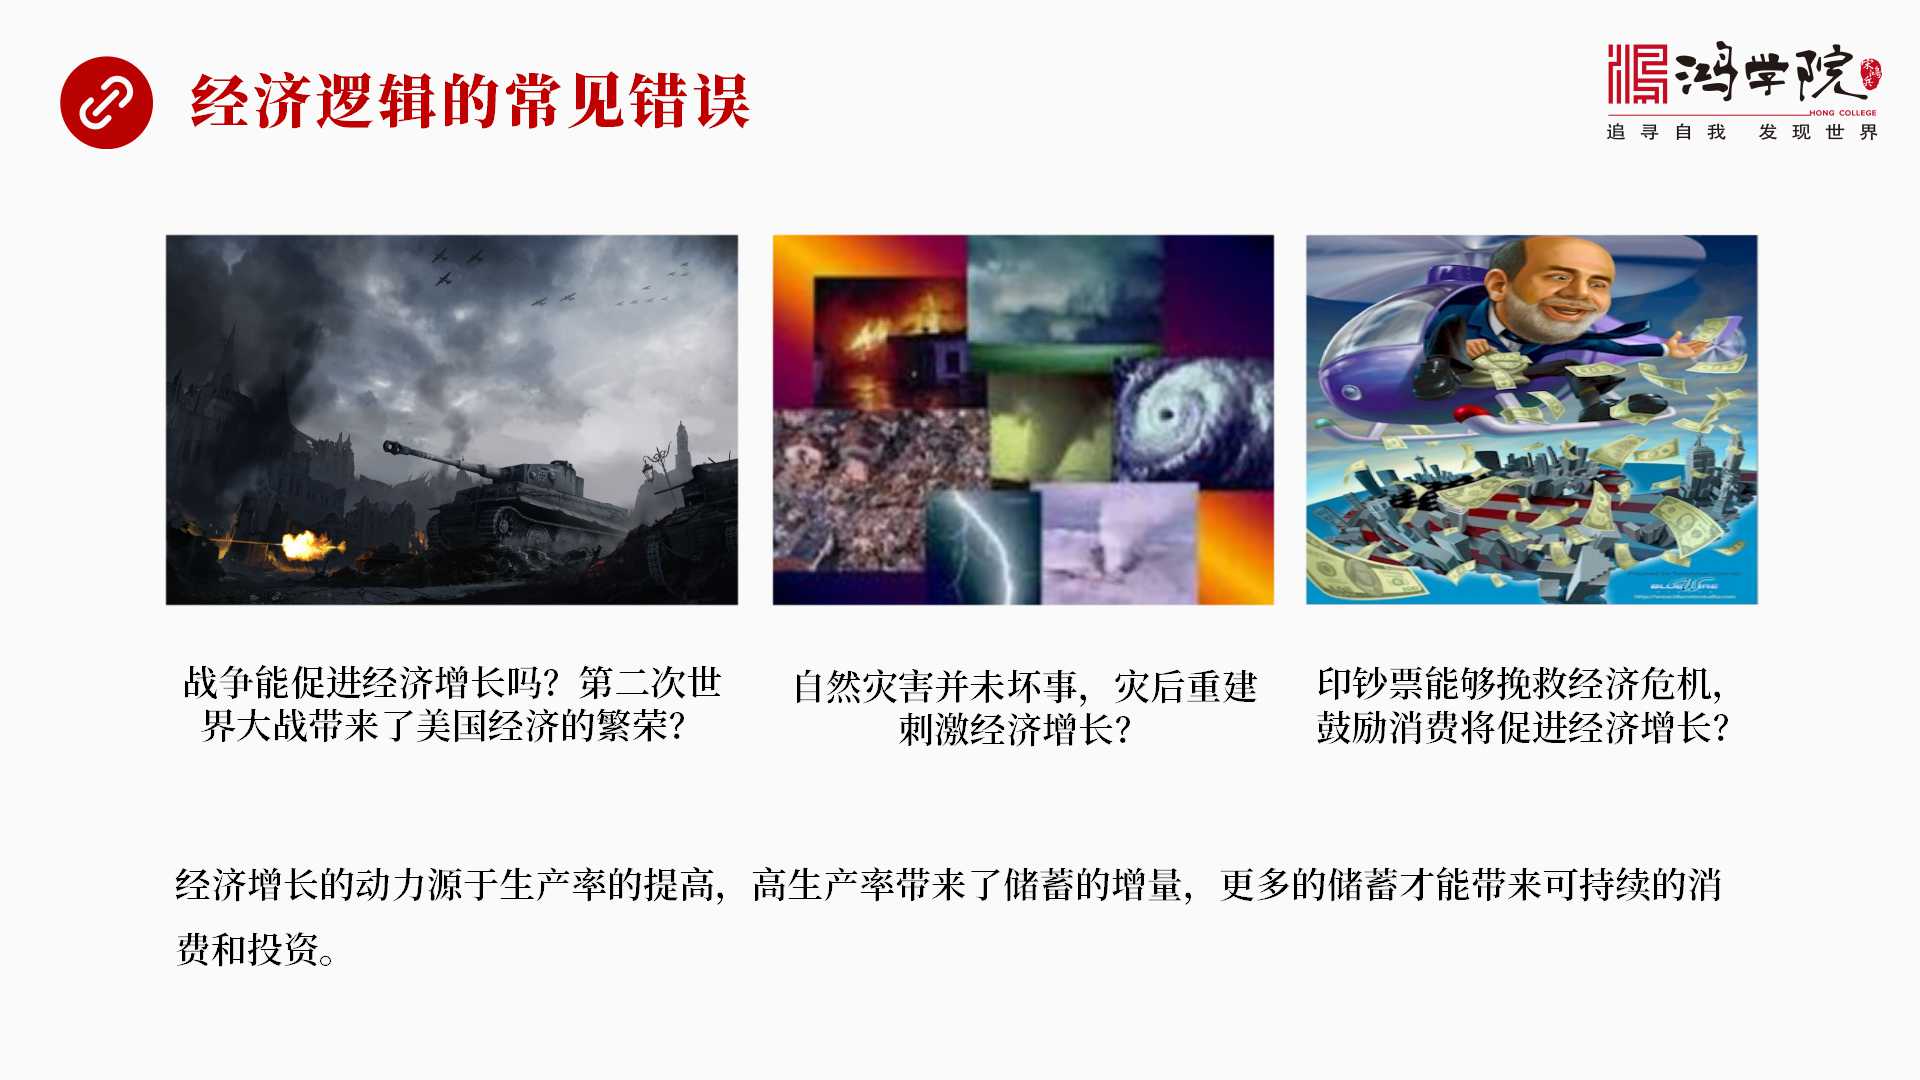 经济逻辑的常见错误
鸿学院
宋鸿兵
HONG COLLEGE
追寻自我 发现世界
战争能促进经济增长吗？第二次世
界大战带来了美国经济的繁荣？
自然灾害并未坏事，灾后重建
刺激经济增长？
印钞票能够挽救经济危机，
鼓励消费将促进经济增长？
经济增长的动力源于生产率的提高，高生产率带来了储蓄的增量，更多的储蓄才能带来可持续的消
费和投资。